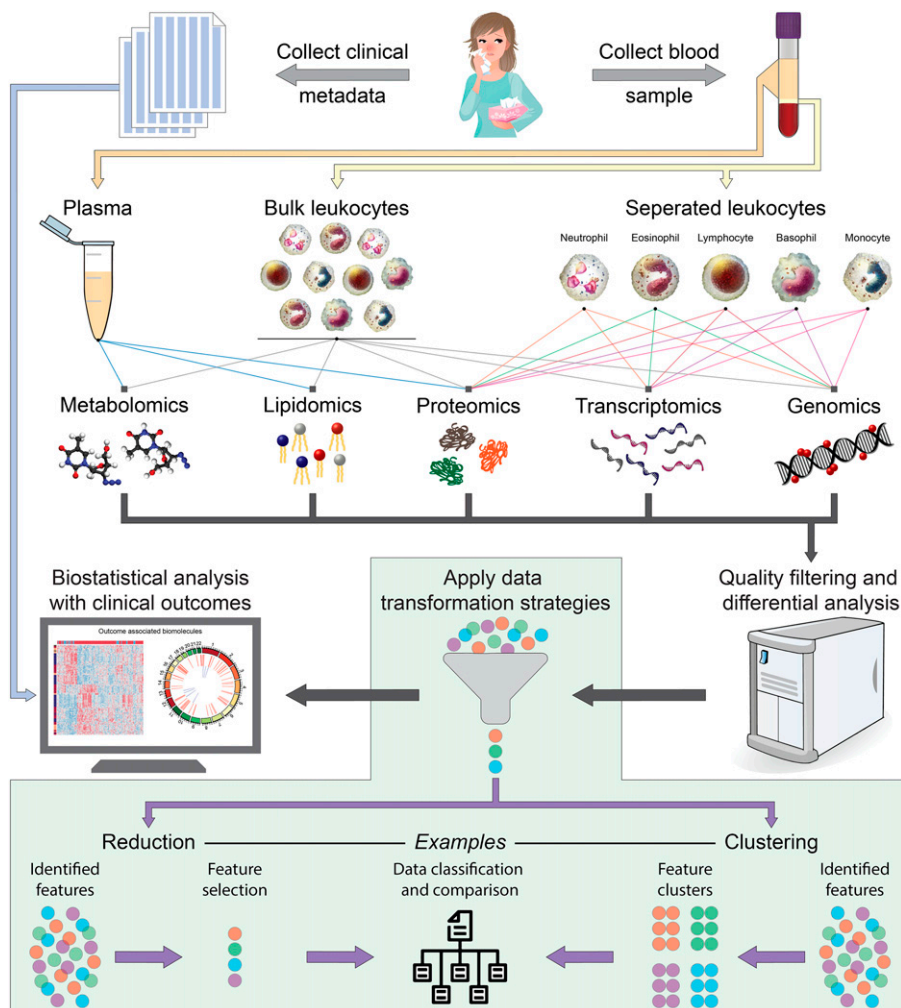 Collect clinical
metadata
Collect blood
sample
Plasma
Bulk leukocytes
Seperated leukocytes
Neutrophil
Eosinophil
Lymphocyte
Basophil
Monocyte
Metabolomics
Lipidomics
Proteomics
Transcriptomics
Genomics
Biostatistical analysis
with clinical outcomes
Apply data
transformation strategies
Quality filtering and
differential analysis
Outcome associated biomolecules
Reduction
Examples
Clustering
Identified
features
Feature
selection
Data classification
and comparison
Feature
clusters
Identified
features